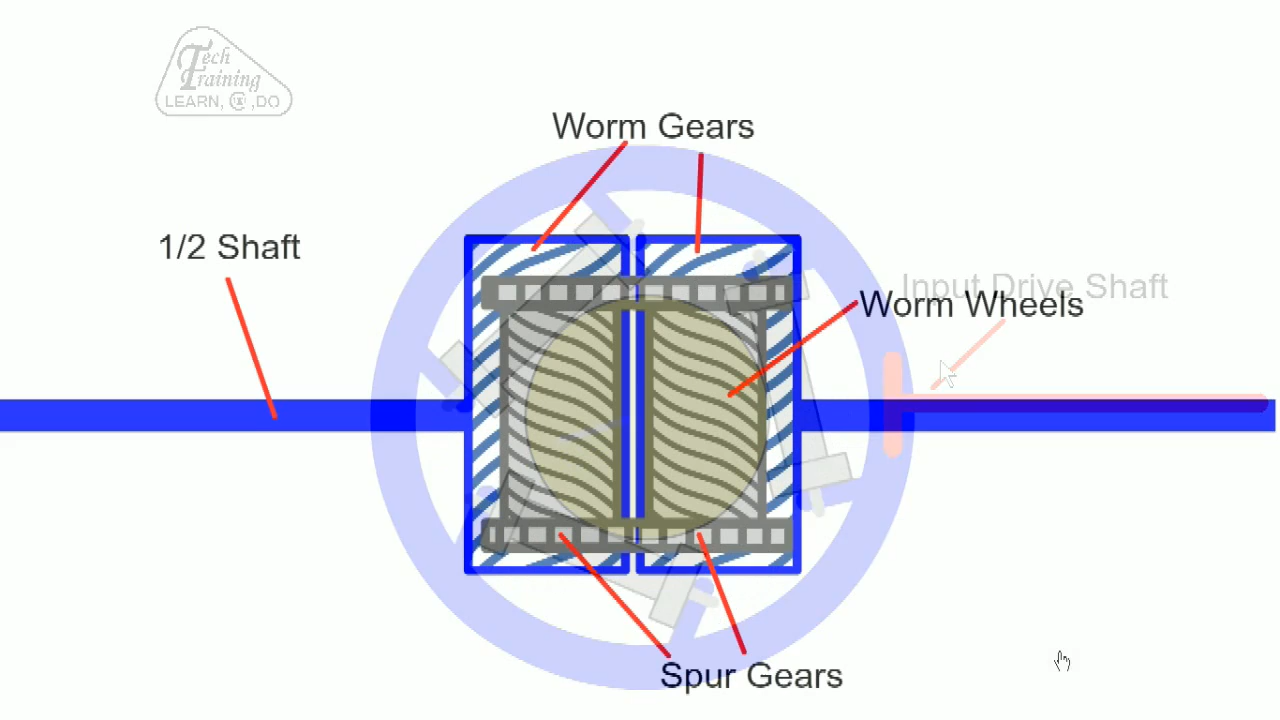 Tech
Training
LEARN, @ ,DO
Worm Gears
1/2 Shaft
Input Drive Shaft
Worm Wheels
Spur Gears